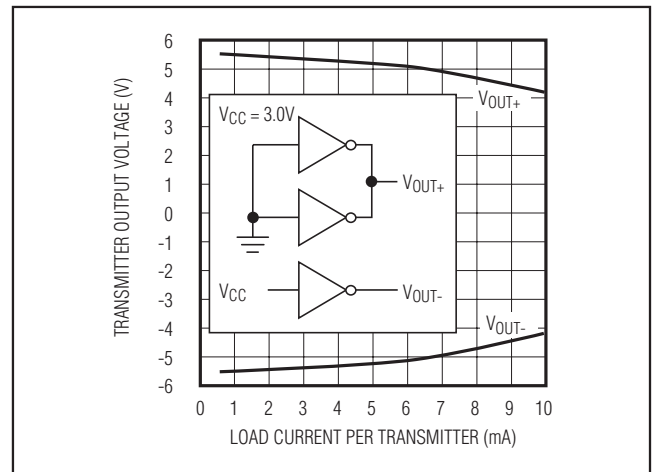 TRANSMITTER OUTPUT VOLTAGE (V)
6
5
4
3
2
1
0
-1
-2
-3
-4
-5
-6
VOUT+
VCC = 3.0V
VOUT+
VCC
VOUT-
VOUT-
0 1 2 3 4 5 6 7 8 9 10
LOAD CURRENT PER TRANSMITTER (mA)